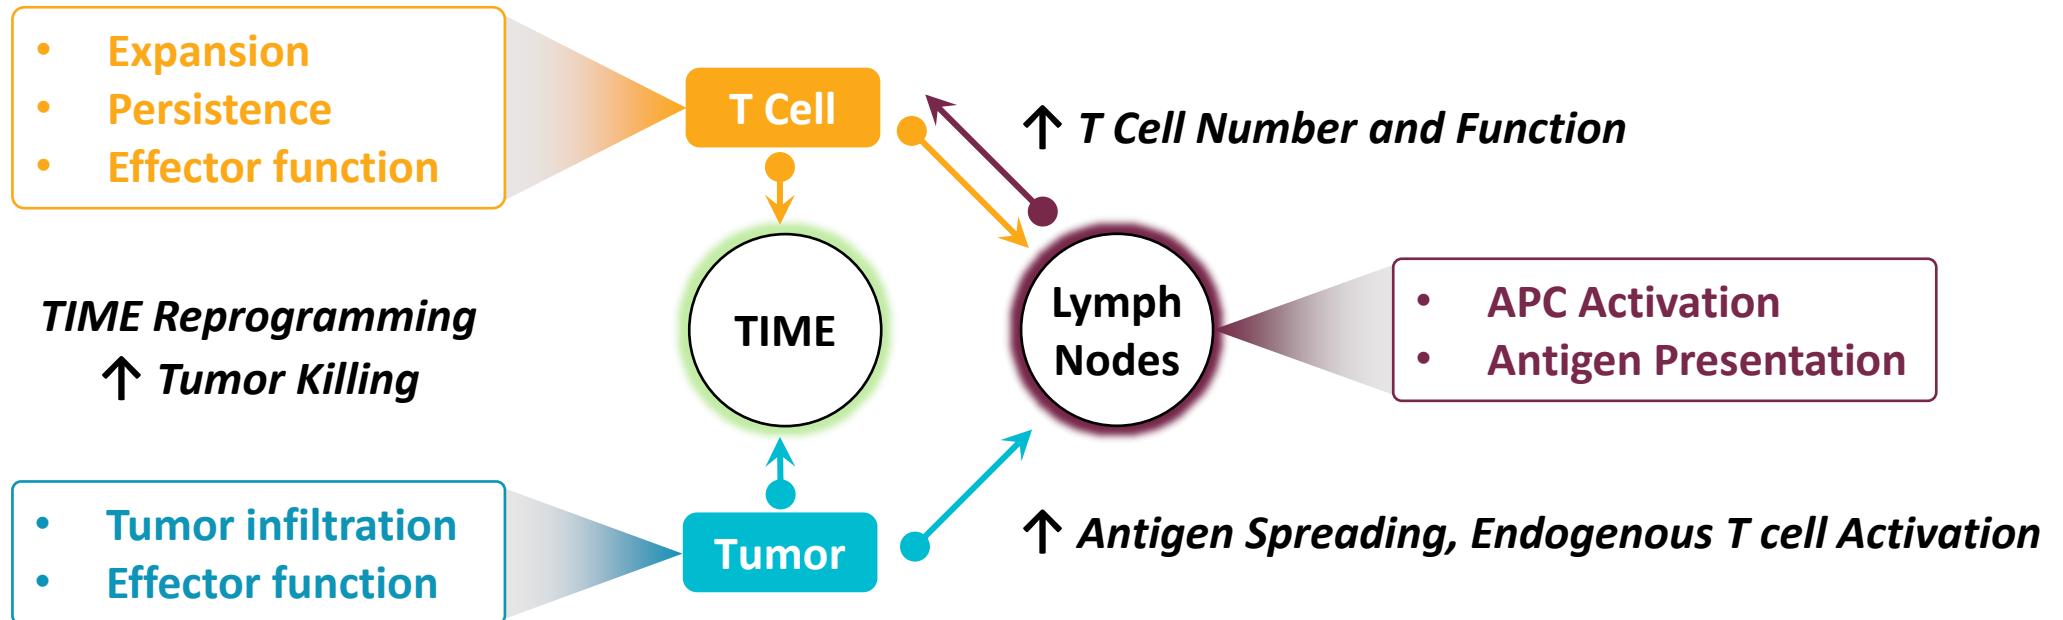 • Expansion
• Persistence
• Effector function
T Cell
↑ T Cell Number and Function
TIME Reprogramming
↑ Tumor Killing
TIME
Lymph
Nodes
• APC Activation
• Antigen Presentation
• Tumor infiltration
• Effector function
Tumor
↑ Antigen Spreading, Endogenous T cell Activation